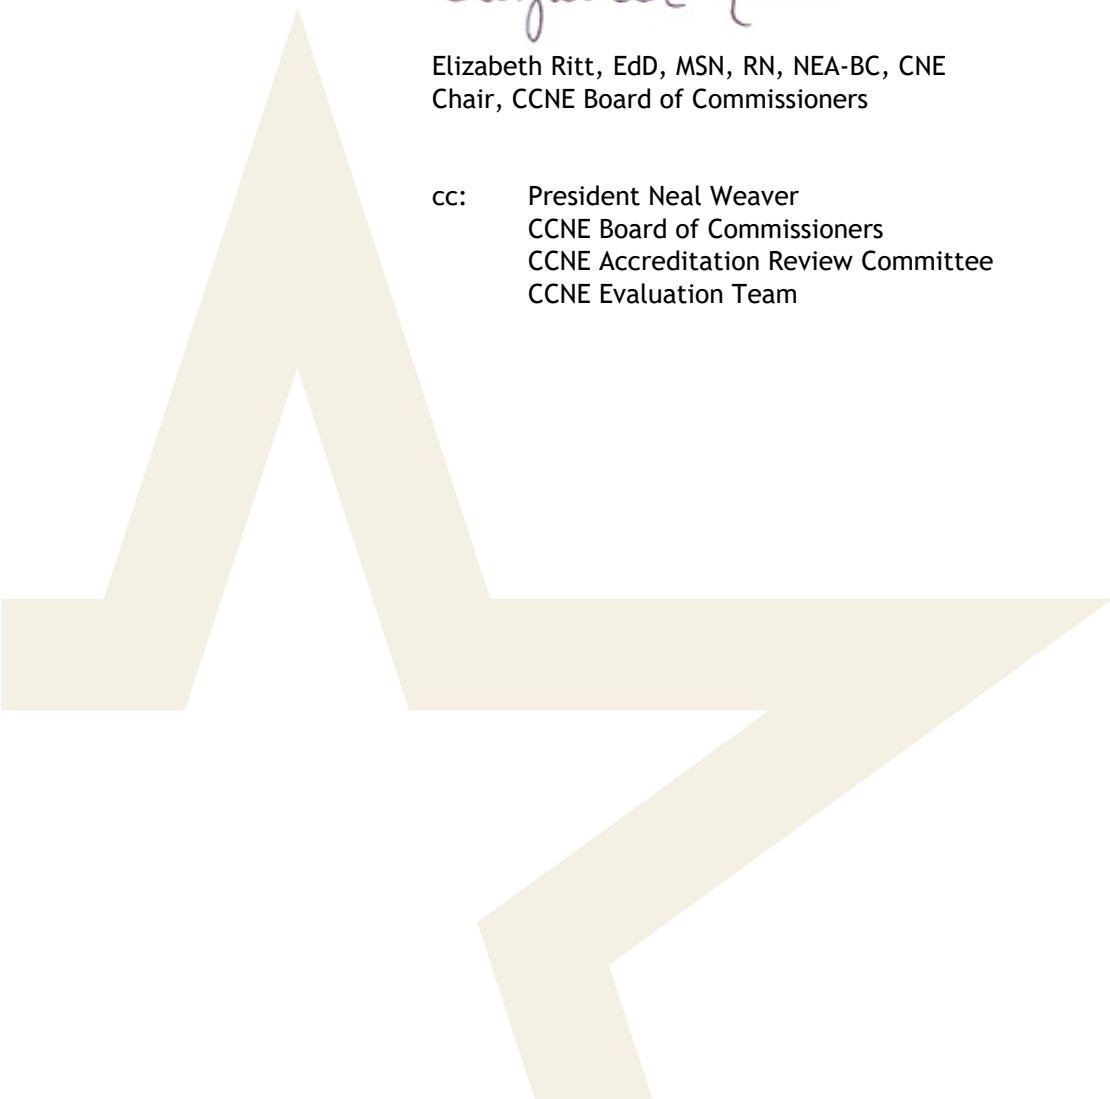 Elizabeth Ritt, EdD, MSN, RN, NEA-BC, CNE
Chair, CCNE Board of Commissioners
cc: President Neal Weaver
CCNE Board of Commissioners
CCNE Accreditation Review Committee
CCNE Evaluation Team